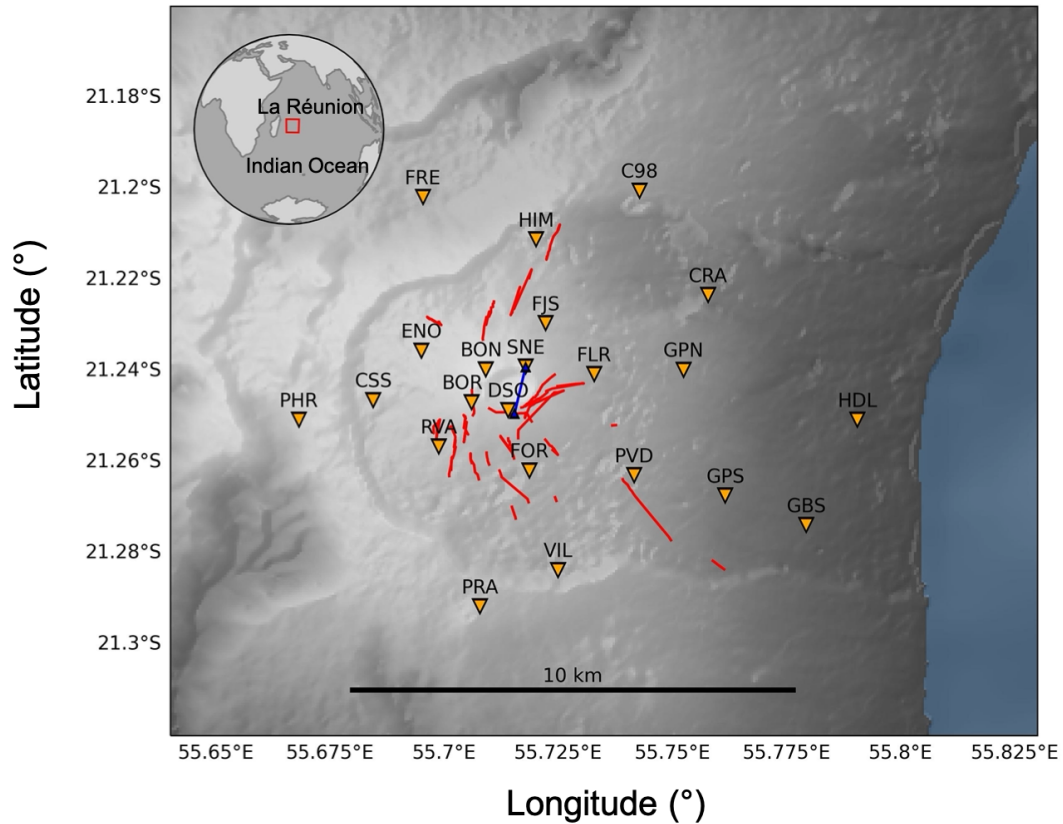 21.18°S
21.2°S
21.22°S
21.24°S
21.26°S
21.28°S
21.3°S
Latitude (°)
La Réunion
Indian Ocean
FRE
C98
HIM
CRA
FJS
ENO
BON
SNE
FLR
GPN
PHR
CSS
BOR
DSO
HDL
RVA
FOR
PVD
GPS
GBS
VIL
PRA
10 km
55.65°E
55.675°E
55.7°E
55.725°E
55.75°E
55.775°E
55.8°E
55.825°E
Longitude (°)